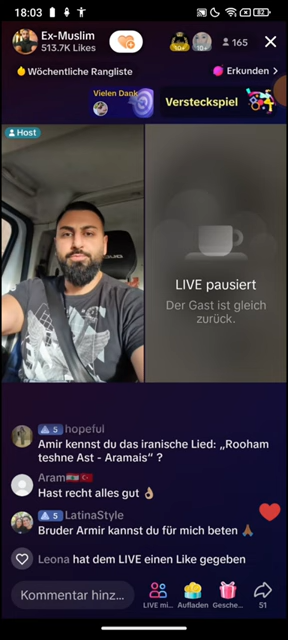 18:03
82
Ex-Muslim
513.7K Likes
10+
10+
165
Wöchentliche Rangliste
Erkunden >
Vielen Dank
Versteckspiel
Host
LIVE pausiert
Der Gast ist gleich
zurück.
5 hopeful
Amir kennst du das iranische Lied: „Rooham
teshne Ast - Aramais“ ?
Aram
Hast recht alles gut 👌🏼
5 LatinaStyle
Bruder Armir kannst du für mich beten 🙏🏽
Leona hat dem LIVE einen Like gegeben
Kommentar hinz...
LIVE mi...
Aufladen
Gesche...
51